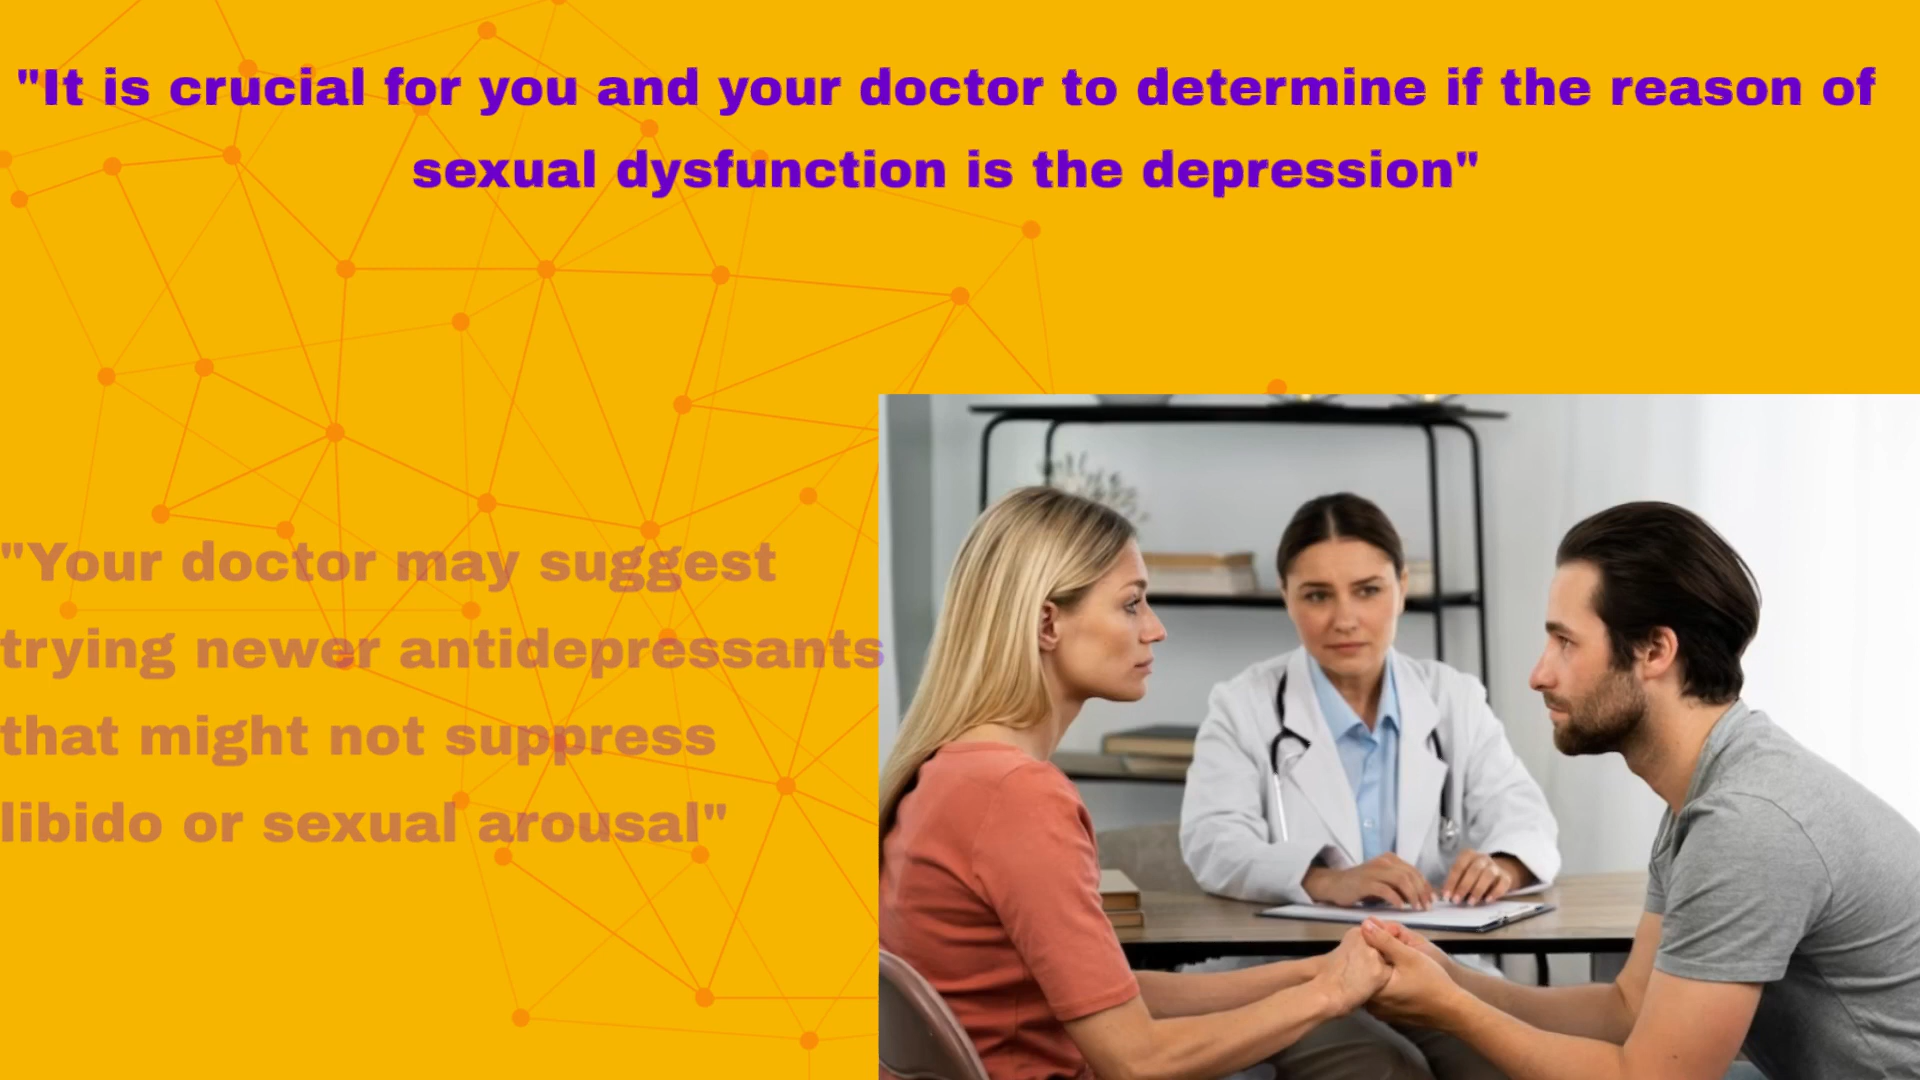 "It is crucial for you and your doctor to determine if the reason of
sexual dysfunction is the depression"
"Your doctor may suggest
trying newer antidepressants
that might not suppress
libido or sexual arousal"